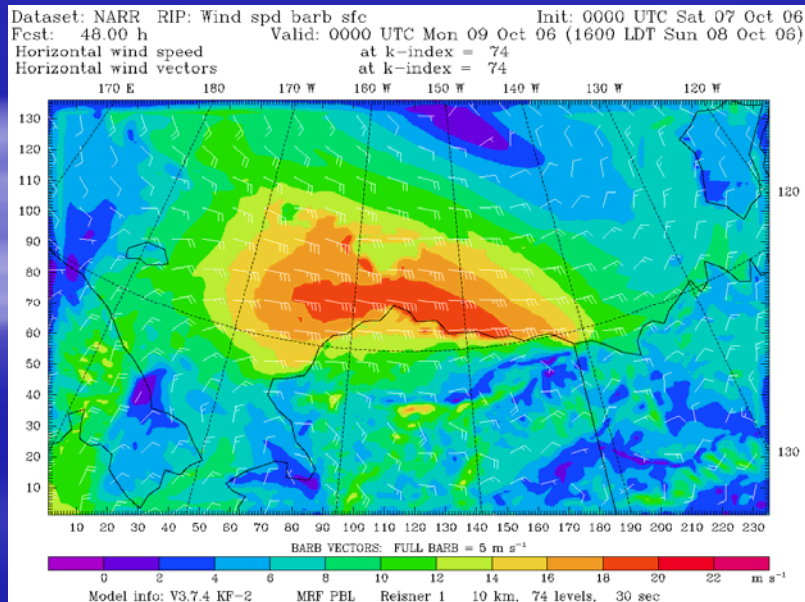 Dataset: NARR RIP: Wind spd barb sfc Init: 0000 UTC Sat 07 Oct 06
Fcst: 48.00 h Valid: 0000 UTC Mon 09 Oct 06 (1600 LDT Sun 08 Oct 06)
Horizontal wind speed at k-index = 74
Horizontal wind vectors at k-index = 74
170 E 180 170 W 160 W 150 W 140 W 130 W 120 W
130
120
110
100
90
80
70
60
50
40
30
20
10
120
130
10 20 30 40 50 60 70 80 90 100 110 120 130 140 150 160 170 180 190 200 210 220 230
BARB VECTORS: FULL BARB = 5 m s⁻¹
0 2 4 6 8 10 12 14 16 18 20 22 m s⁻¹
Model info: V3.7.4 KF-2 MRF PBL Reisner 1 10 km, 74 levels, 30 sec